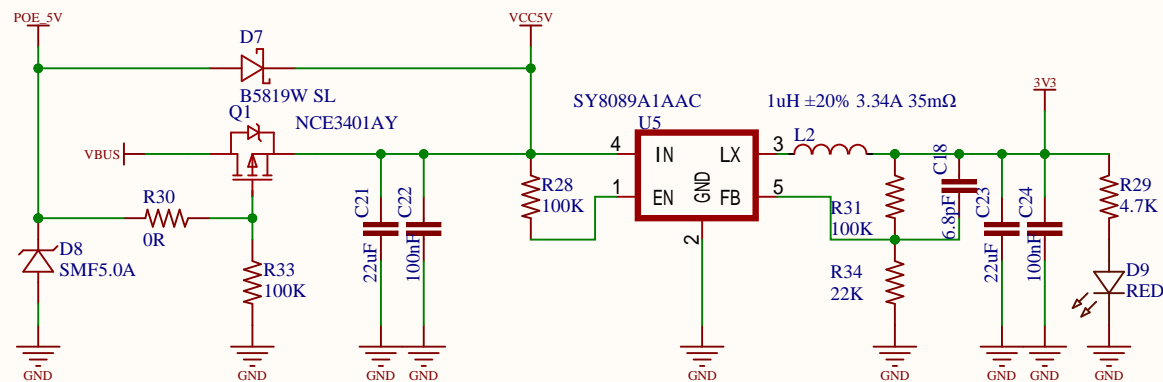 POE_5V
VCC5V
D7
B5819W SL
Q1
NCE3401AY
VBUS
R30
0R
D8
SMF5.0A
R33
100K
C21
22uF
C22
100nF
R28
100K
SY8089A1AAC
U5
4
IN
1
EN
GND
2
LX
3
FB
5
1uH ±20% 3.34A 35mΩ
L2
3V3
C18
6.8pF
R31
100K
R34
22K
C23
22uF
C24
100nF
R29
4.7K
D9
RED
GND
GND
GND
GND
GND
GND
GND
GND
GND